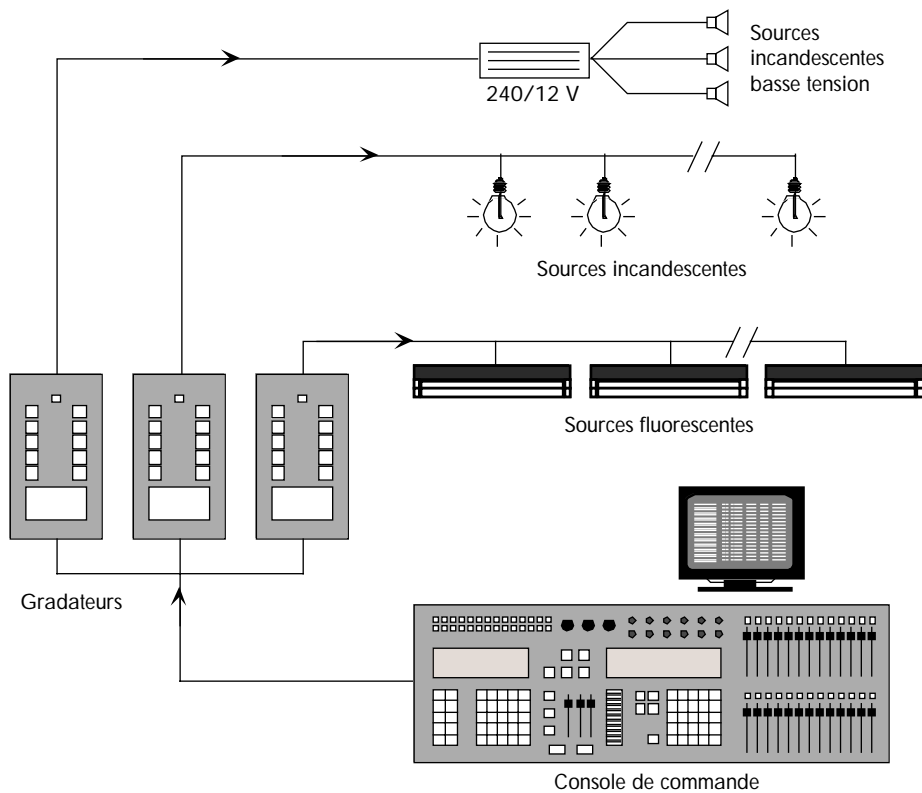 Sources
incandescentes
basse tension
240/12 V
Sources incandescentes
Sources fluorescentes
Gradateurs
Console de commande